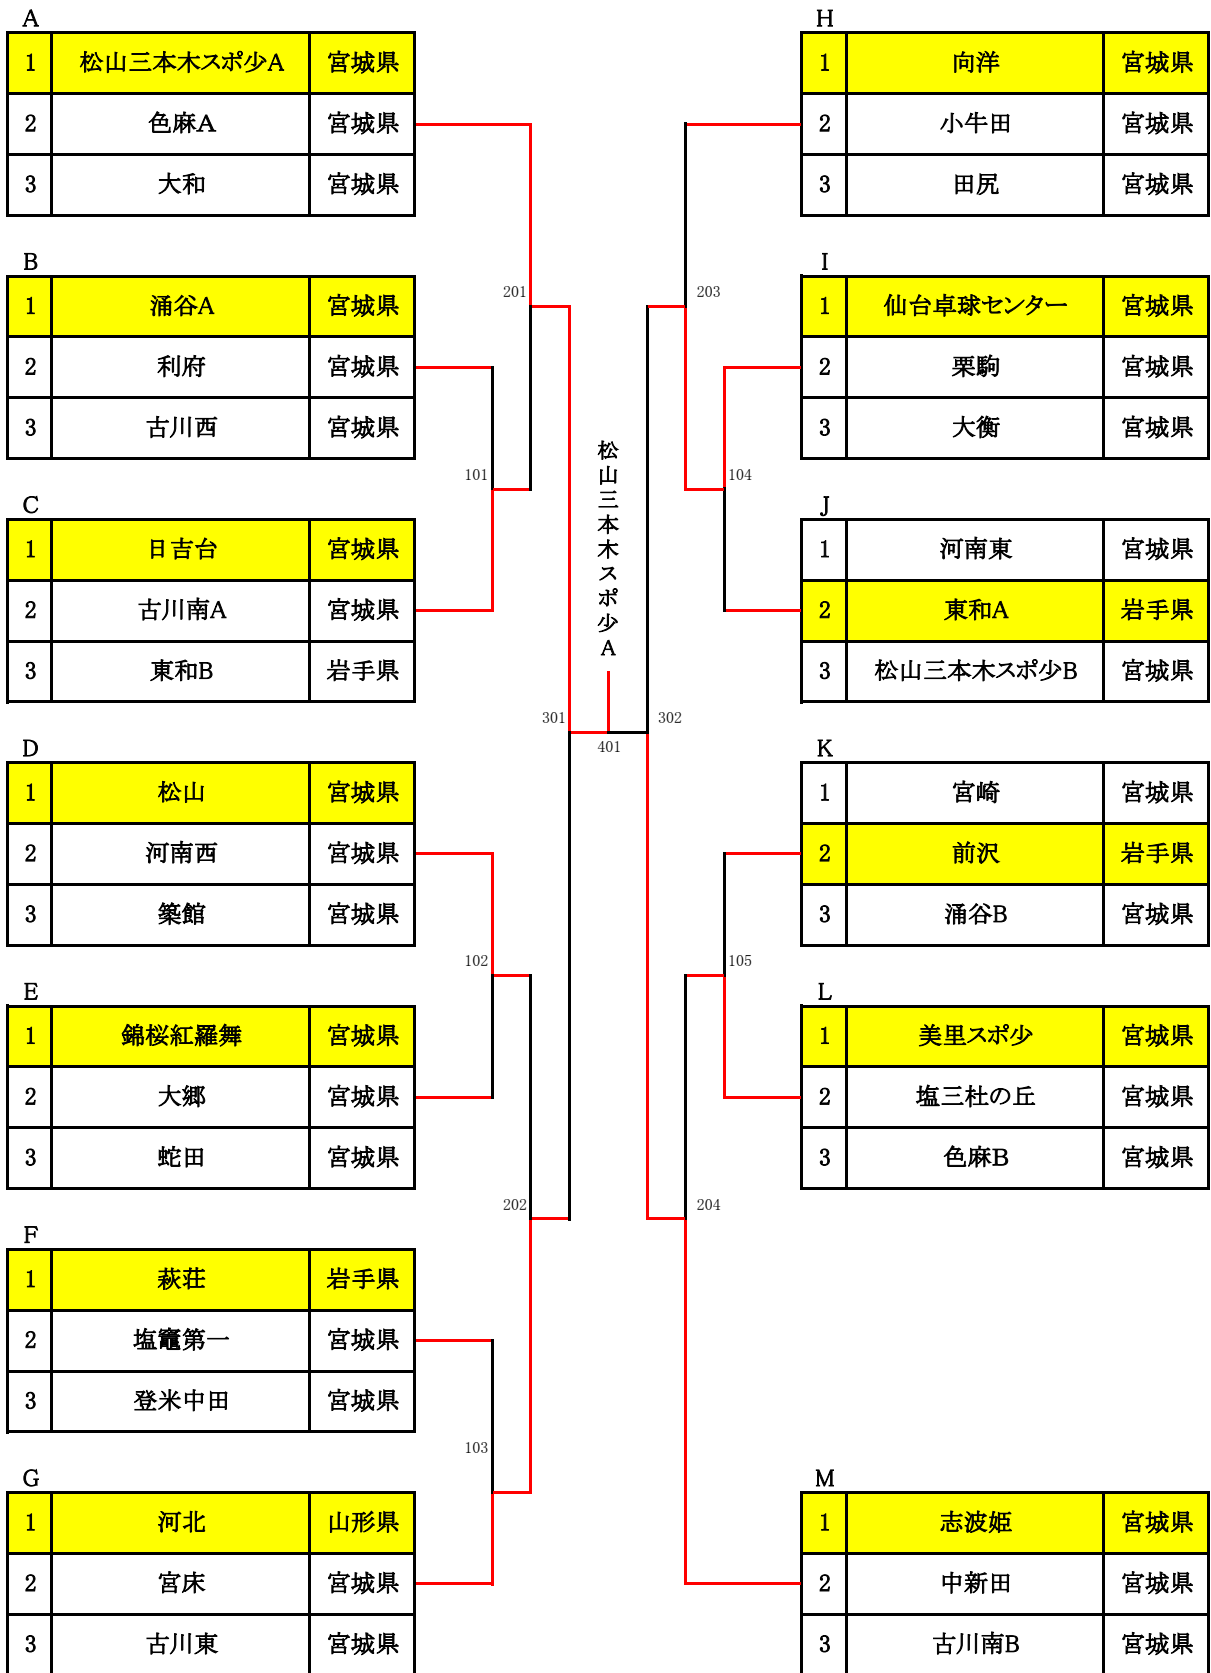 A
1 松山三本木スポ少A 宮城県
2 色麻A 宮城県
3 大和 宮城県
B
1 涌谷A 宮城県
2 利府 宮城県
3 古川西 宮城県
C
1 日吉台 宮城県
2 古川南A 宮城県
3 東和B 岩手県
D
1 松山 宮城県
2 河南西 宮城県
3 築館 宮城県
E
1 錦桜紅羅舞 宮城県
2 大郷 宮城県
3 蛇田 宮城県
F
1 萩荘 岩手県
2 塩竈第一 宮城県
3 登米中田 宮城県
G
1 河北 山形県
2 宮床 宮城県
3 古川東 宮城県
201
101
301
102
202
103
松山三本木スポ少A
401
203
104
302
105
204
H
1 向洋 宮城県
2 小牛田 宮城県
3 田尻 宮城県
I
1 仙台卓球センター 宮城県
2 栗駒 宮城県
3 大衡 宮城県
J
1 河南東 宮城県
2 東和A 岩手県
3 松山三本木スポ少B 宮城県
K
1 宮崎 宮城県
2 前沢 岩手県
3 涌谷B 宮城県
L
1 美里スポ少 宮城県
2 塩三杜の丘 宮城県
3 色麻B 宮城県
M
1 志波姫 宮城県
2 中新田 宮城県
3 古川南B 宮城県